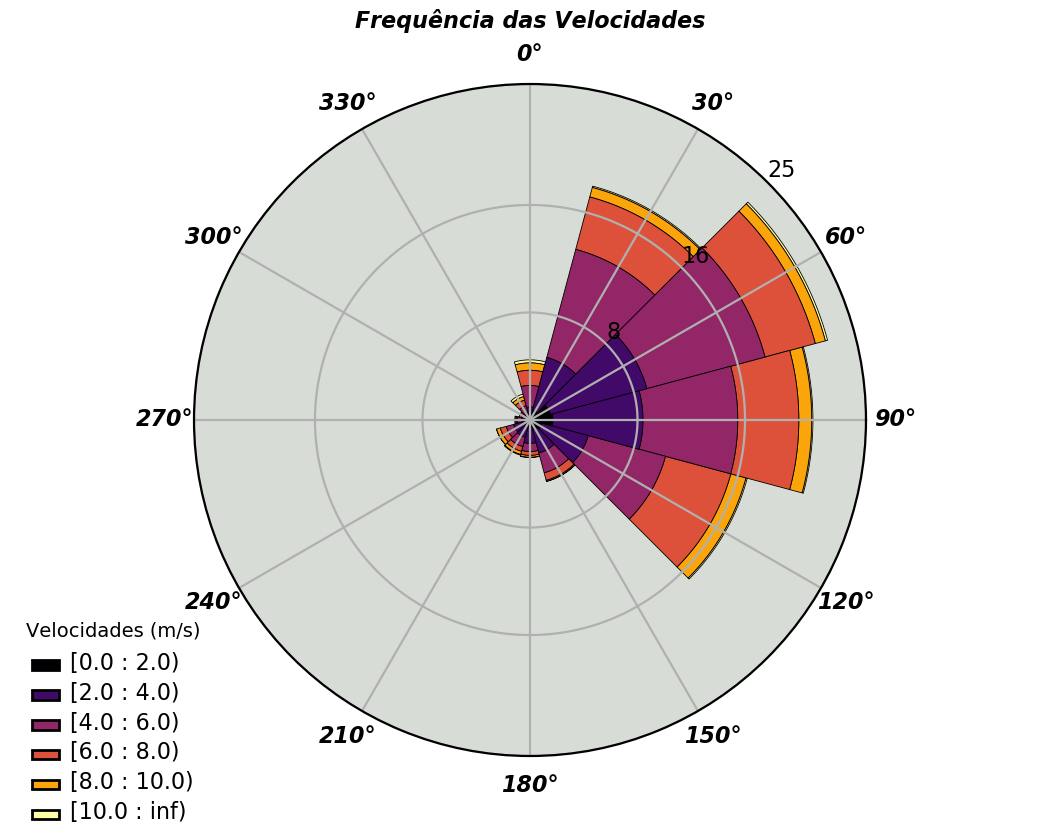 Frequência das Velocidades
0°
330°
30°
25
300°
60°
16
8
270°
90°
240°
120°
210°
150°
180°
Velocidades (m/s)
[0.0 : 2.0)
[2.0 : 4.0)
[4.0 : 6.0)
[6.0 : 8.0)
[8.0 : 10.0)
[10.0 : inf)